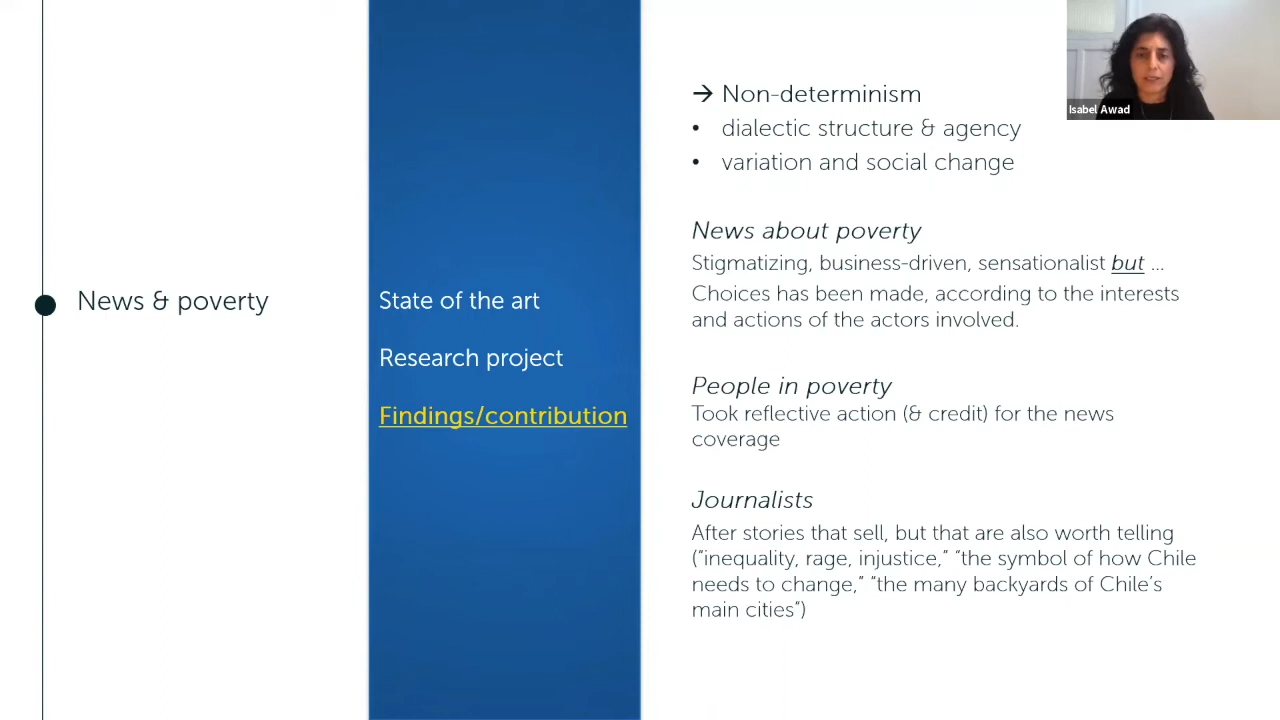 News & poverty
State of the art
Research project
Findings/contribution
→ Non-determinism
• dialectic structure & agency
• variation and social change
News about poverty
Stigmatizing, business-driven, sensationalist but ...
Choices has been made, according to the interests
and actions of the actors involved.
People in poverty
Took reflective action (& credit) for the news
coverage
Journalists
After stories that sell, but that are also worth telling
(“inequality, rage, injustice,” “the symbol of how Chile
needs to change,” “the many backyards of Chile’s
main cities”)
Isabel Awad